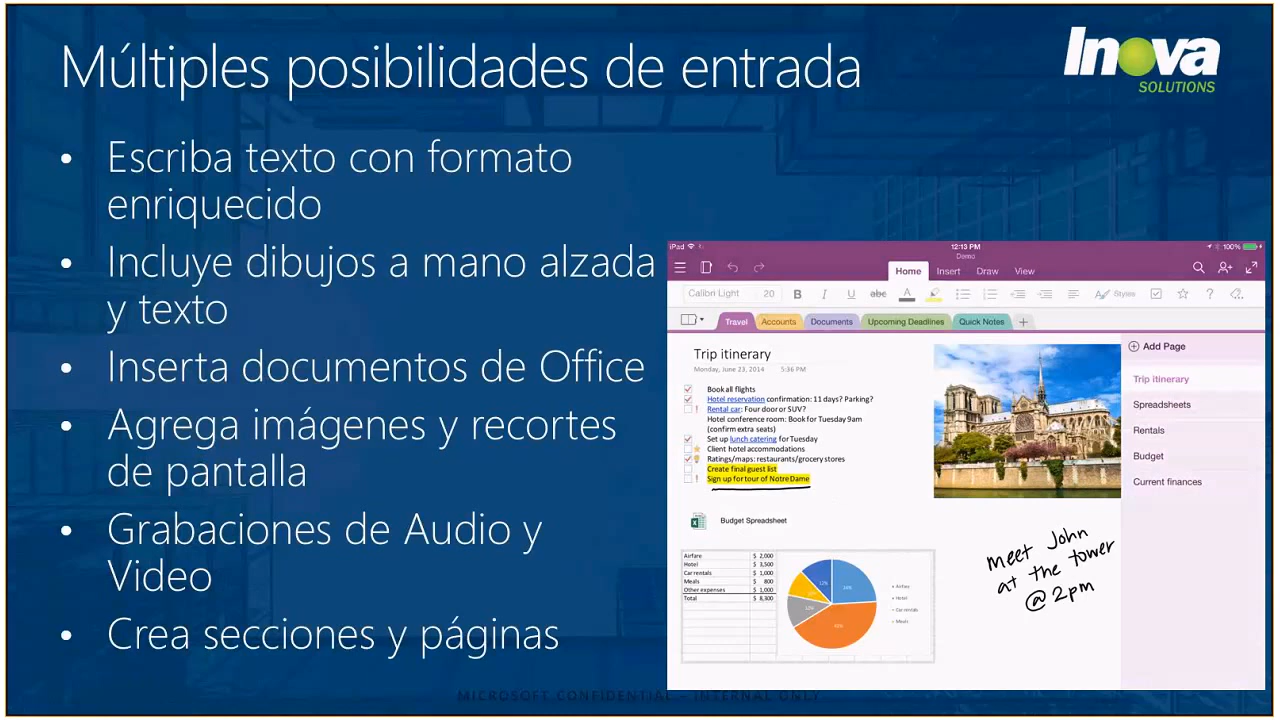 Múltiples posibilidades de entrada
Inova
SOLUTIONS
• Escriba texto con formato
enriquecido
• Incluye dibujos a mano alzada
y texto
• Inserta documentos de Office
• Agrega imágenes y recortes
de pantalla
• Grabaciones de Audio y
Video
• Crea secciones y páginas
iPad 12:13 PM 100%
Demo
Home Insert Draw View
Calibri Light 20 B I U abc A Styles ?
Travel Accounts Documents Upcoming Deadlines Quick Notes +
Trip itinerary
Monday, June 23, 2014 5:36 PM
Book all flights
Hotel reservation confirmation: 11 days? Parking?
Rental car: Four door or SUV?
Hotel conference room: Book for Tuesday 9am
(confirm extra seats)
Set up lunch catering for Tuesday
Client hotel accommodations
Ratings/maps: restaurants/grocery stores
Create final guest list
Sign up for tour of Notre Dame
Budget Spreadsheet
Airfare $ 2,000
Hotel $ 3,500
Car rentals $ 1,000
Meals $ 800
Other expenses $ 1,000
Total $ 8,300
Airfare
Hotel
Car rentals
Meals
meet John
at the tower
@ 2pm
Add Page
Trip itinerary
Spreadsheets
Rentals
Budget
Current finances
MICROSOFT CONFIDENTIAL - INTERNAL ONLY